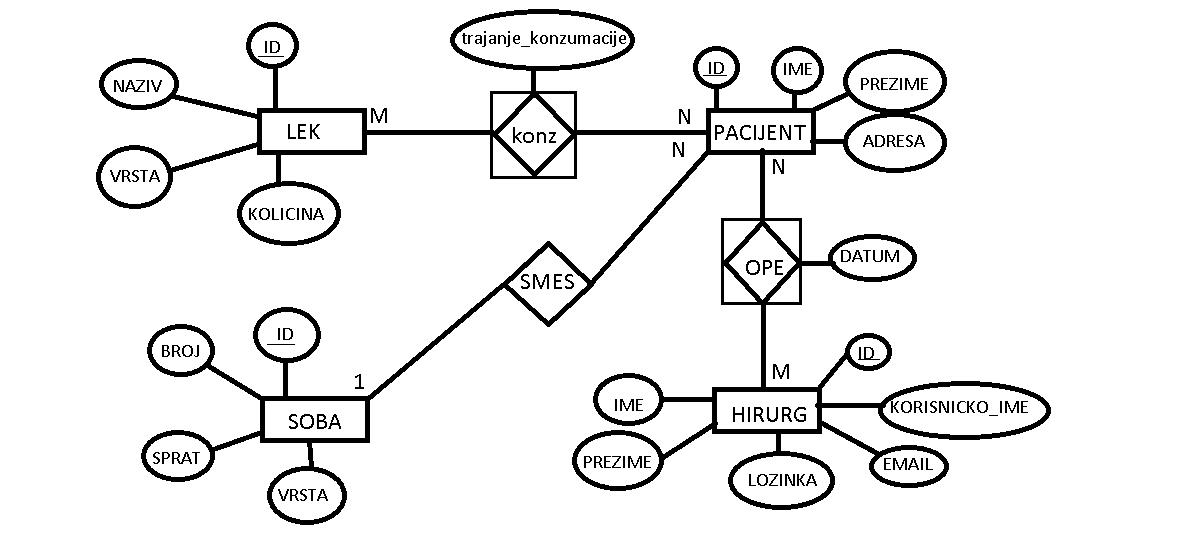 trajanje_konzumacije
ID
NAZIV
ID
IME
PREZIME
M
N
LEK
konz
PACIJENT
ADRESA
N
N
VRSTA
KOLICINA
DATUM
OPE
SMES
ID
BROJ
ID
M
1
IME
KORISNICKO_IME
HIRURG
SOBA
SPRAT
PREZIME
EMAIL
LOZINKA
VRSTA